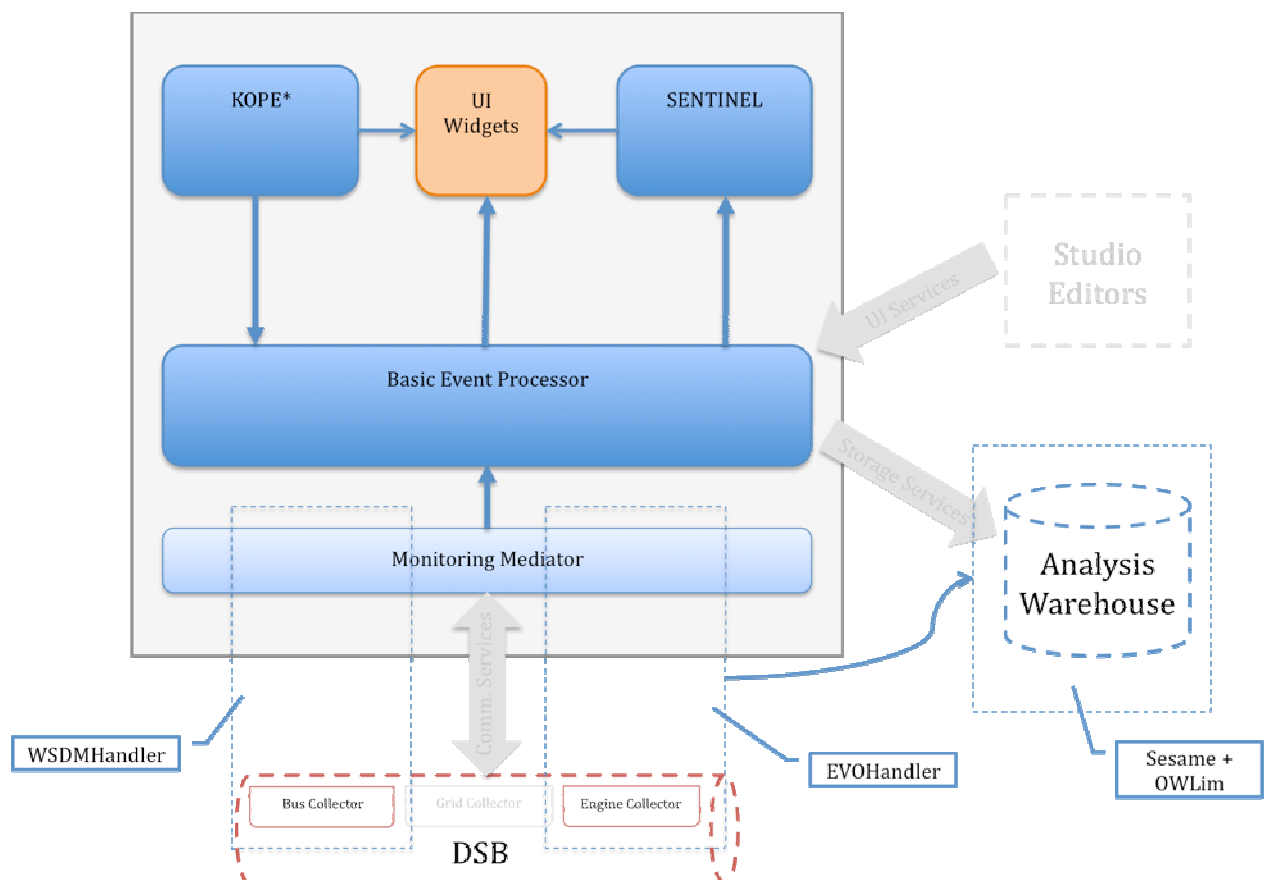 KOPE*
UI
Widgets
SENTINEL
Studio
Editors
UI Services
Basic Event Processor
Storage Services
Monitoring Mediator
Analysis
Warehouse
Comm. Services
WSDMHandler
EVOHandler
Sesame +
OWLim
Bus Collector
Grid Collector
Engine Collector
DSB